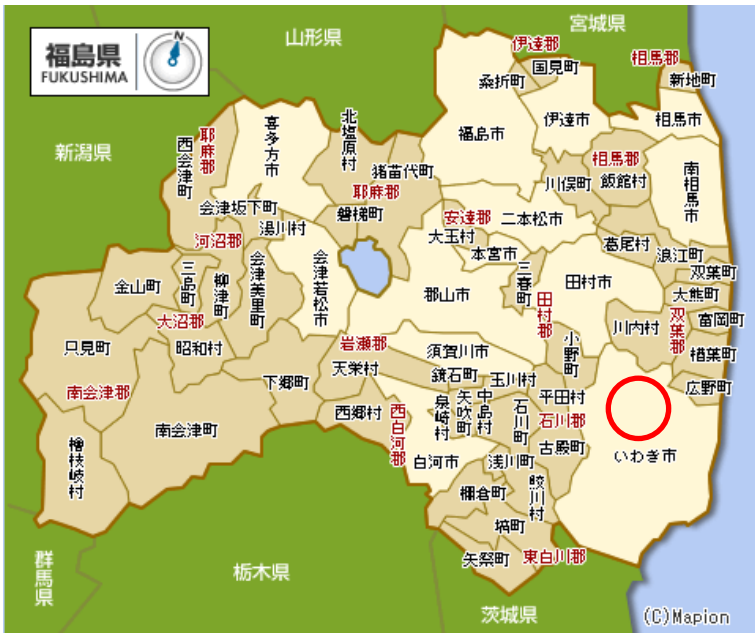 福島県
FUKUSHIMA
N
山形県
宮城県
新潟県
群馬県
栃木県
茨城県
伊達郡
国見町
桑折町
相馬郡
新地町
相馬市
伊達市
福島市
北塩原村
喜多方市
耶麻郡
西会津町
猪苗代町
耶麻郡
磐梯町
川俣町
相馬郡
飯館村
南相馬市
会津坂下町
湯川村
河沼郡
安達郡
大玉村
二本松市
本宮市
葛尾村
浪江町
双葉町
大熊町
富岡町
楢葉町
広野町
双葉郡
川内村
田村市
三春町
田村郡
小野町
郡山市
会津若松市
会津美里町
柳津町
三島町
金山町
大沼郡
昭和村
只見町
南会津郡
南会津町
檜枝岐村
下郷町
岩瀬郡
天栄村
須賀川市
鏡石町
玉川村
平田村
石川郡
古殿町
石川町
中島村
矢吹町
泉崎村
西郷村
西白河郡
白河市
浅川町
鮫川村
棚倉町
塙町
矢祭町
東白川郡
いわき市
(C)Mapion